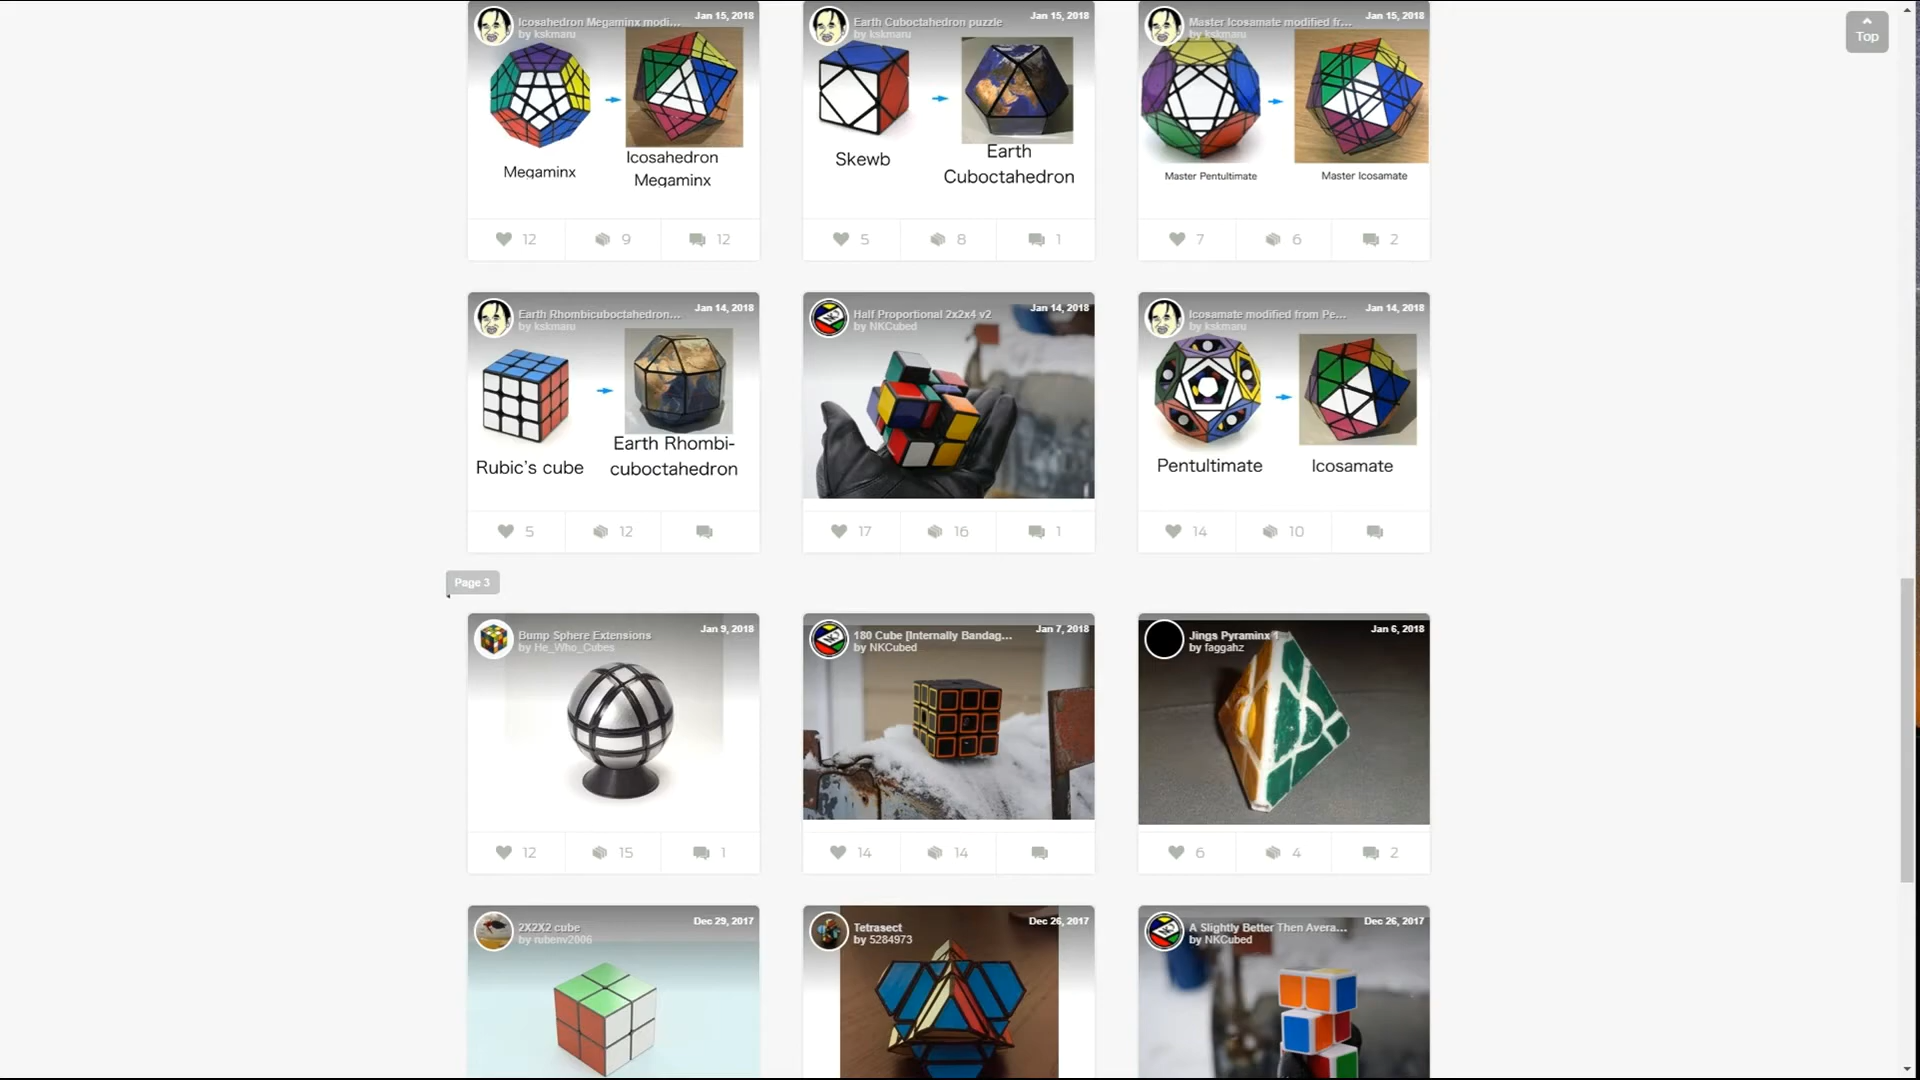 Icosahedron Megaminx modi... Jan 15, 2018
by kskmaru
Megaminx
Icosahedron
Megaminx
12 9 12
Earth Cuboctahedron puzzle Jan 15, 2018
by kskmaru
Skewb
Earth
Cuboctahedron
5 8 1
Master Icosamate modified fr... Jan 15, 2018
by kskmaru
Master Pentultimate
Master Icosamate
7 6 2
Top
Earth Rhombicuboctahedron... Jan 14, 2018
by kskmaru
Rubic's cube
Earth Rhombi-
cuboctahedron
5 12
Half Proportional 2x2x4 v2 Jan 14, 2018
by NKCubed
17 16 1
Icosamate modified from Pe... Jan 14, 2018
by kskmaru
Pentultimate
Icosamate
14 10
Page 3
Bump Sphere Extensions Jan 9, 2018
by He_Who_Cubes
12 15 1
180 Cube [Internally Bandag... Jan 7, 2018
by NKCubed
14 14
Jings Pyraminx 1 Jan 6, 2018
by faggahz
6 4 2
2X2X2 cube Dec 29, 2017
by rubenv2006
Tetrasect Dec 26, 2017
by 5284973
A Slightly Better Then Avera... Dec 26, 2017
by NKCubed